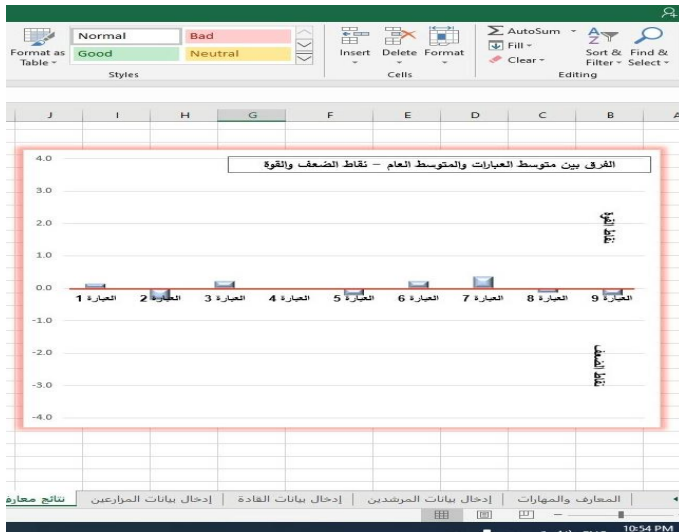 Normal Bad
Format as Table
Good Neutral
Styles
Insert Delete Format
Cells
AutoSum
Fill
Clear
Sort & Filter
Find & Select
Editing
J I H G F E D C B
الفرق بين متوسط العبارات والمتوسط العام – نقاط الضعف والقوة
4.0
3.0
2.0
1.0
0.0
-1.0
-2.0
-3.0
-4.0
نقاط القوة
العبارة 1 العبارة 2 العبارة 3 العبارة 4 العبارة 5 العبارة 6 العبارة 7 العبارة 8 العبارة 9
نقاط الضعف
المعارف والمهارات إدخال بيانات المرشدين إدخال بيانات القادة إدخال بيانات المزارعين نتائج
10:54 PM